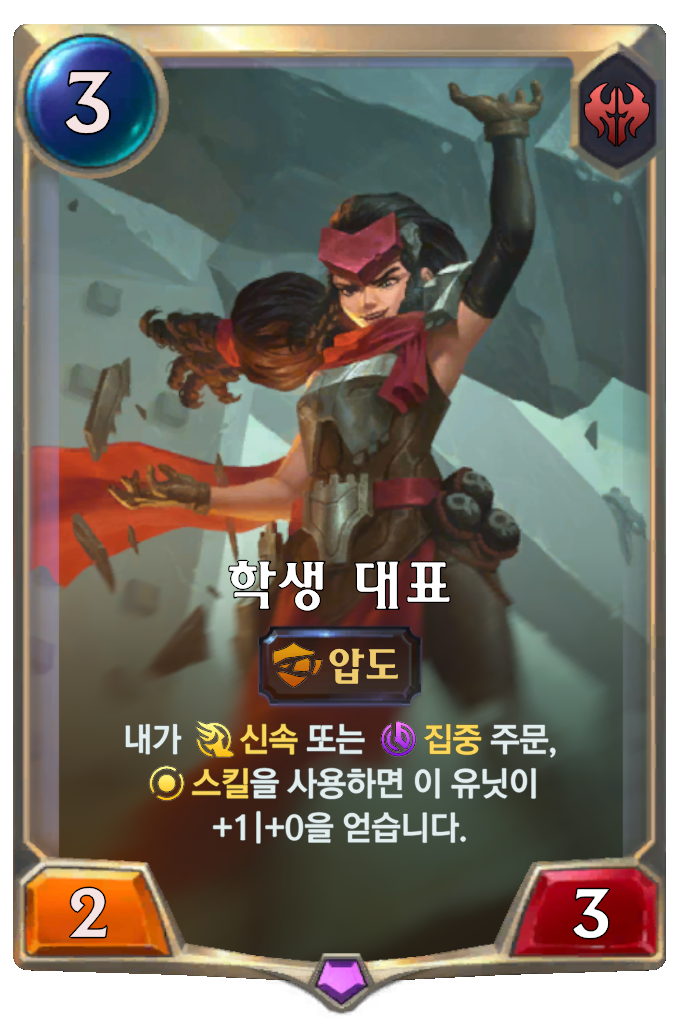 3
학생 대표
압도
내가 신속 또는 집중 주문,
스킬을 사용하면 이 유닛이
+1|+0을 얻습니다.
2
3